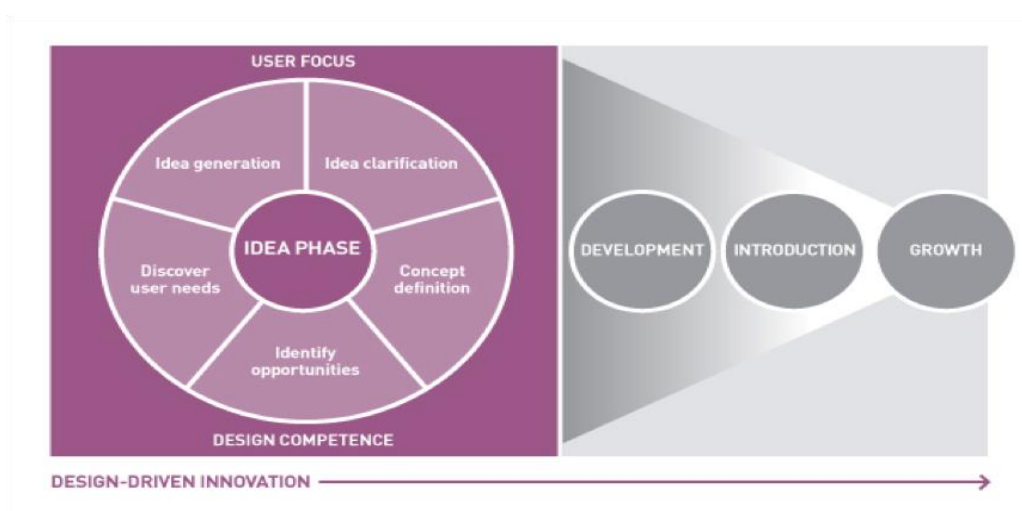 USER FOCUS
Idea generation
Idea clarification
IDEA PHASE
Discover
user needs
Concept
definition
Identify
opportunities
DESIGN COMPETENCE
DEVELOPMENT
INTRODUCTION
GROWTH
DESIGN-DRIVEN INNOVATION